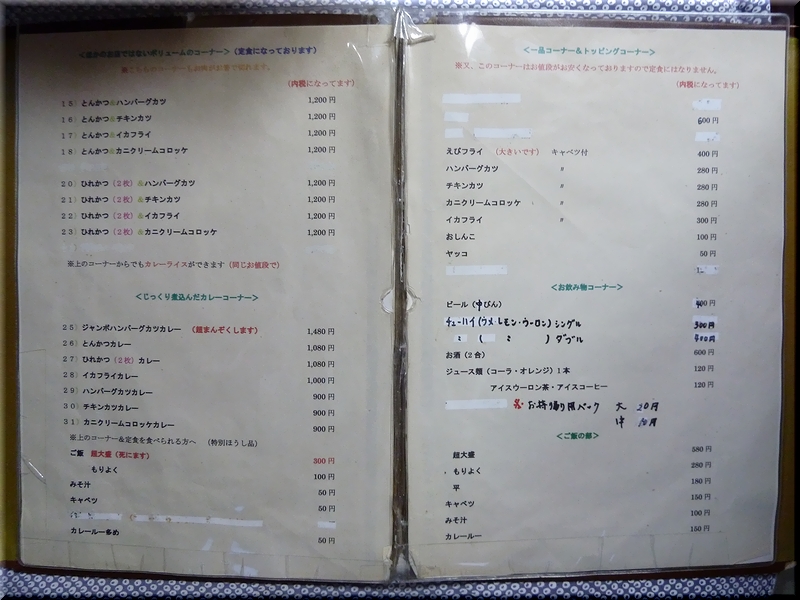 ボリュームのコーナー＞（定食になっております）
（内税になってます）
15）とんかつ&ハンバーグカツ 1,200円
16）とんかつ&チキンカツ 1,200円
17）とんかつ&イカフライ 1,200円
18）とんかつ&カニクリームコロッケ 1,200円
20）ひれかつ（2枚）&ハンバーグカツ 1,200円
21）ひれかつ（2枚）&チキンカツ 1,200円
22）ひれかつ（2枚）&イカフライ 1,200円
23）ひれかつ（2枚）&カニクリームコロッケ 1,200円
※上のコーナーからでもカレーライスができます（同じお値段で）
＜じっくり煮込んだカレーコーナー＞
25）ジャンボハンバーグカツカレー （超まんぞくします） 1,480円
26）とんかつカレー 1,080円
27）ひれかつ（2枚）カレー 1,080円
28）イカフライカレー 1,000円
29）ハンバーグカツカレー 900円
30）チキンカツカレー 900円
31）カニクリームコロッケカレー 900円
※上のコーナー&定食を食べられる方へ （特別ほうし品）
ご飯 超大盛（死にます） 300円
もりよく 100円
みそ汁 50円
キャベツ 50円
カレールー多め 50円
＜一品コーナー＆トッピングコーナー＞
※又、このコーナーはお値段がお安くなっておりますので定食にはなりません。
（内税になってます）
600円
えびフライ （大きいです） キャベツ付 400円
ハンバーグカツ 〃 280円
チキンカツ 〃 280円
カニクリームコロッケ 〃 280円
イカフライ 〃 300円
おしんこ 100円
ヤッコ 50円
＜お飲み物コーナー＞
ビール（中びん） 00円
チューハイ（ウメ・レモン・ウーロン）シングル 300円
〃 （ 〃 ）ダブル 400円
お酒（2合） 600円
ジュース類（コーラ・オレンジ）1本 120円
アイスウーロン茶・アイスコーヒー 120円
※お持ち帰り用パック 大 20円
中 10円
＜ご飯の部＞
超大盛 580円
もりよく 280円
平 180円
キャベツ 150円
みそ汁 100円
カレールー 150円